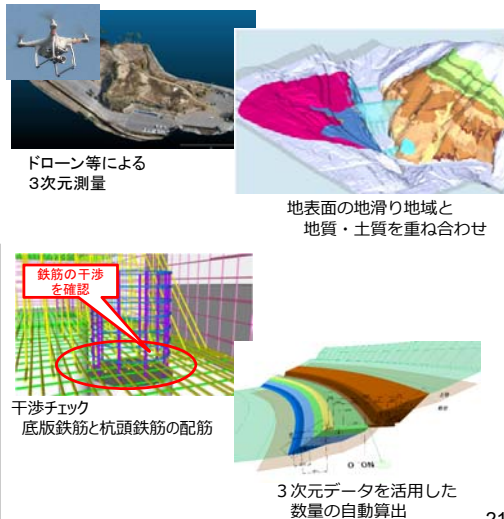 ドローン等による
３次元測量
地表面の地滑り地域と
地質・土質を重ね合わせ
鉄筋の干渉
を確認
干渉チェック
底版鉄筋と杭頭鉄筋の配筋
３次元データを活用した
数量の自動算出
21